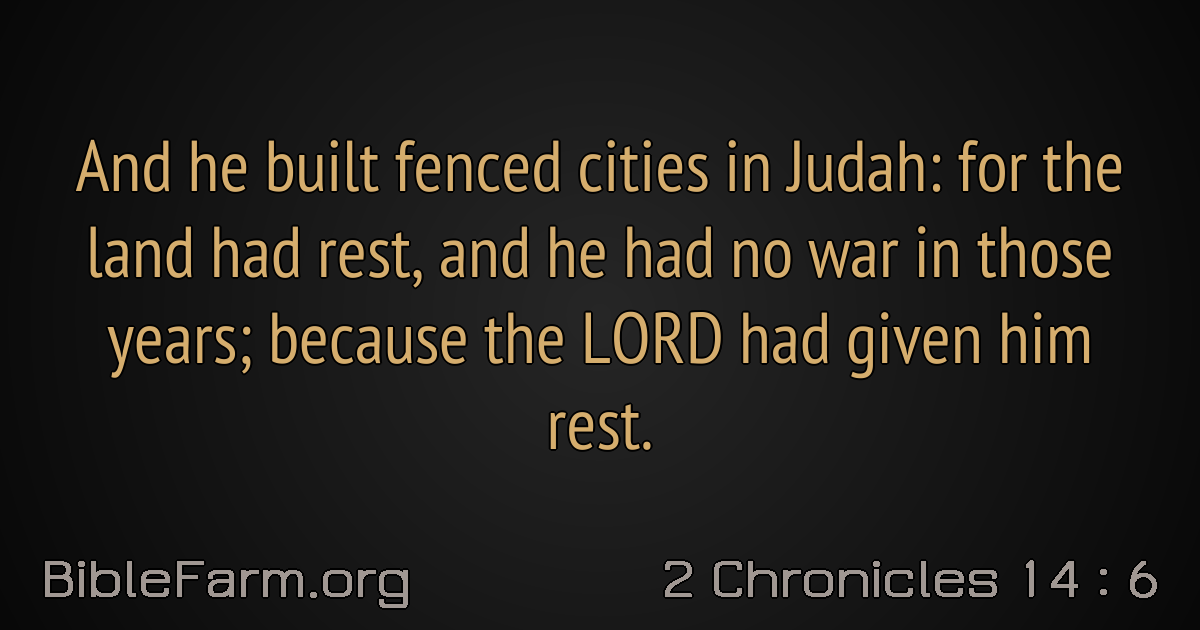 And he built fenced cities in Judah: for the
land had rest, and he had no war in those
years; because the LORD had given him
rest.
BibleFarm.org
2 Chronicles 14 : 6